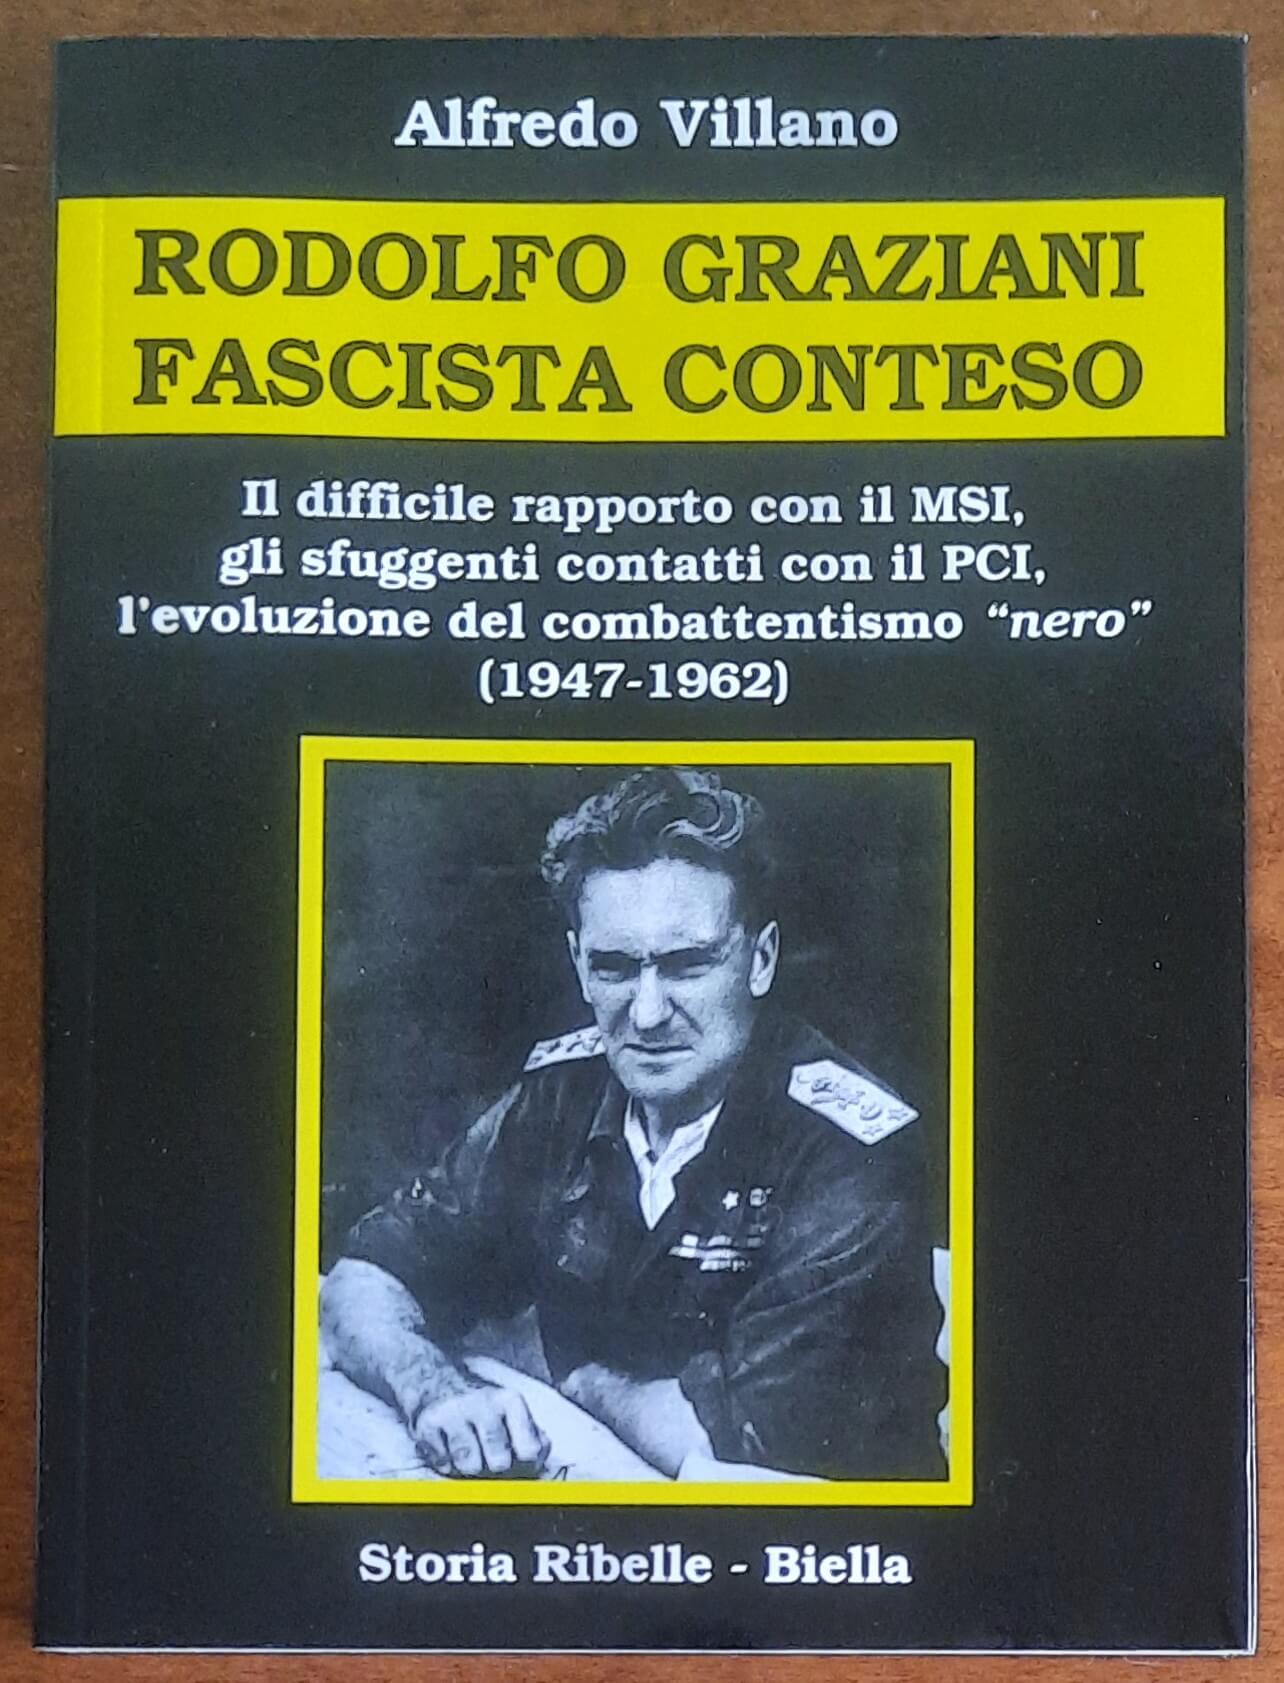 Alfredo Villano
RODOLFO GRAZIANI
FASCISTA CONTESO
Il difficile rapporto con il MSI,
gli sfuggenti contatti con il PCI,
l'evoluzione del combattentismo “nero”
(1947-1962)
Storia Ribelle - Biella